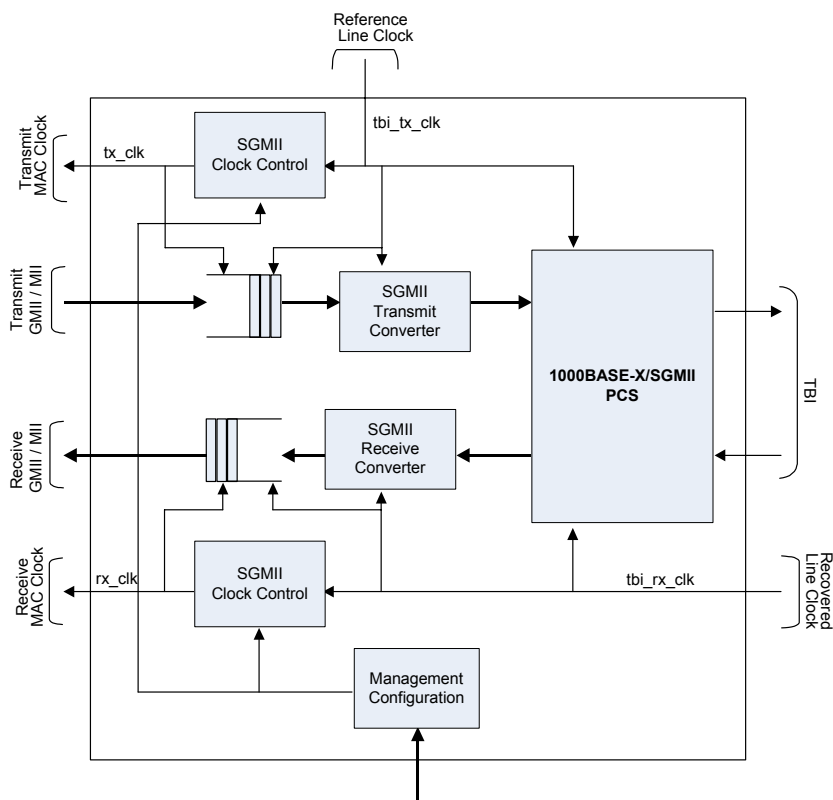 Reference
Line Clock
tbi_tx_clk
SGMII
Clock Control
tx_clk
Transmit
MAC Clock
Transmit
GMII / MII
SGMII
Transmit
Converter
1000BASE-X/SGMII
PCS
TBI
Receive
GMII / MII
SGMII
Receive
Converter
Receive
MAC Clock
rx_clk
SGMII
Clock Control
tbi_rx_clk
Recovered
Line Clock
Management
Configuration